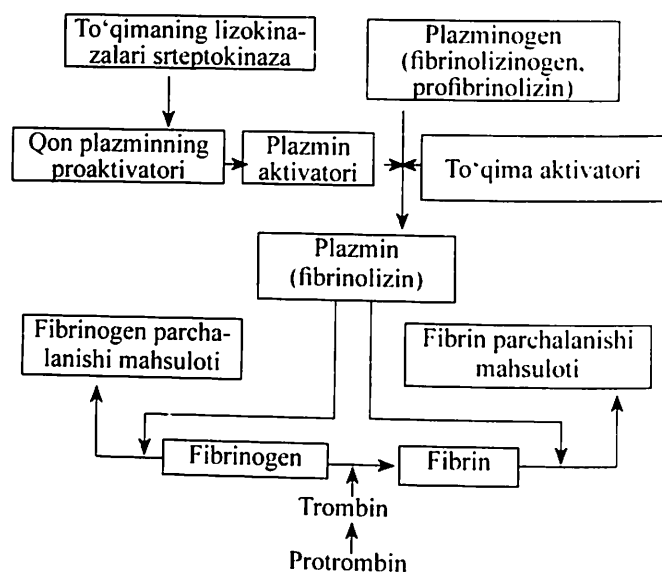 To‘qimaning lizokina-
zalari srteptokinaza
Plazminogen
(fibrinolizinogen,
profibrinolizin)
Qon plazminning
proaktivatori
Plazmin
aktivatori
To‘qima aktivatori
Plazmin
(fibrinolizin)
Fibrinogen parcha-
lanishi mahsuloti
Fibrin parchalanishi
mahsuloti
Fibrinogen
Fibrin
Trombin
Protrombin